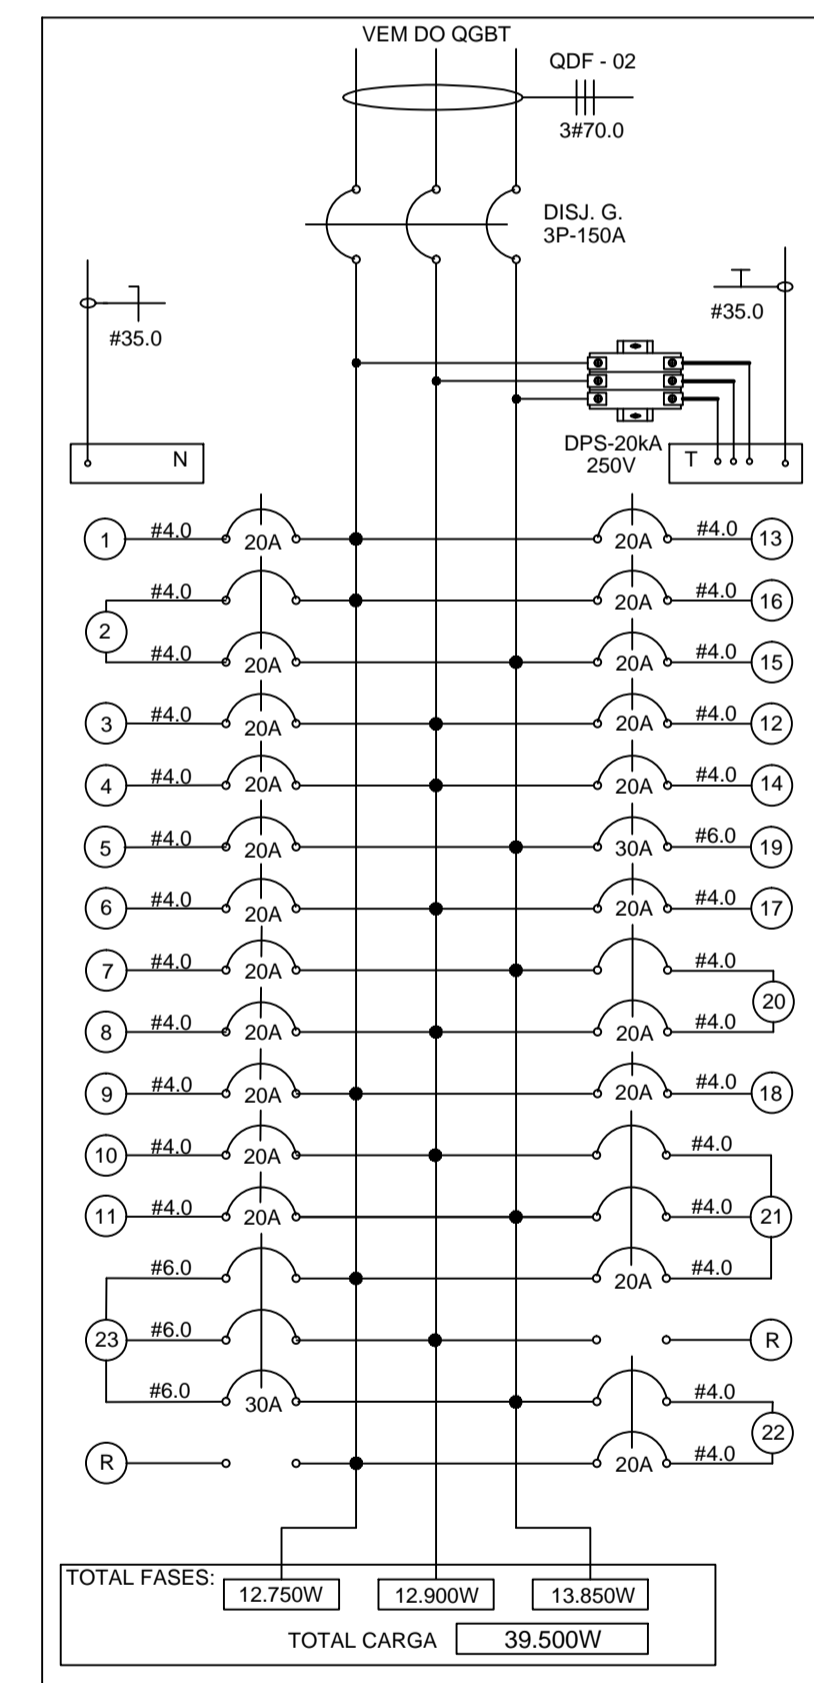 VEM DO QGBT
QDF - 02
3#70.0
DISJ. G.
3P-150A
#35.0
#35.0
DPS-20kA
250V
N
T
1 #4.0 20A 20A #4.0 13
#4.0 20A #4.0 16
2
#4.0 20A 20A #4.0 15
3 #4.0 20A 20A #4.0 12
4 #4.0 20A 20A #4.0 14
5 #4.0 20A 30A #6.0 19
6 #4.0 20A 20A #4.0 17
7 #4.0 20A #4.0
20
8 #4.0 20A 20A #4.0
9 #4.0 20A 20A #4.0 18
10 #4.0 20A #4.0
11 #4.0 20A #4.0 21
#6.0 20A #4.0
23 #6.0 R
#6.0 30A #4.0
22
R 20A #4.0
TOTAL FASES:
12.750W 12.900W 13.850W
TOTAL CARGA 39.500W